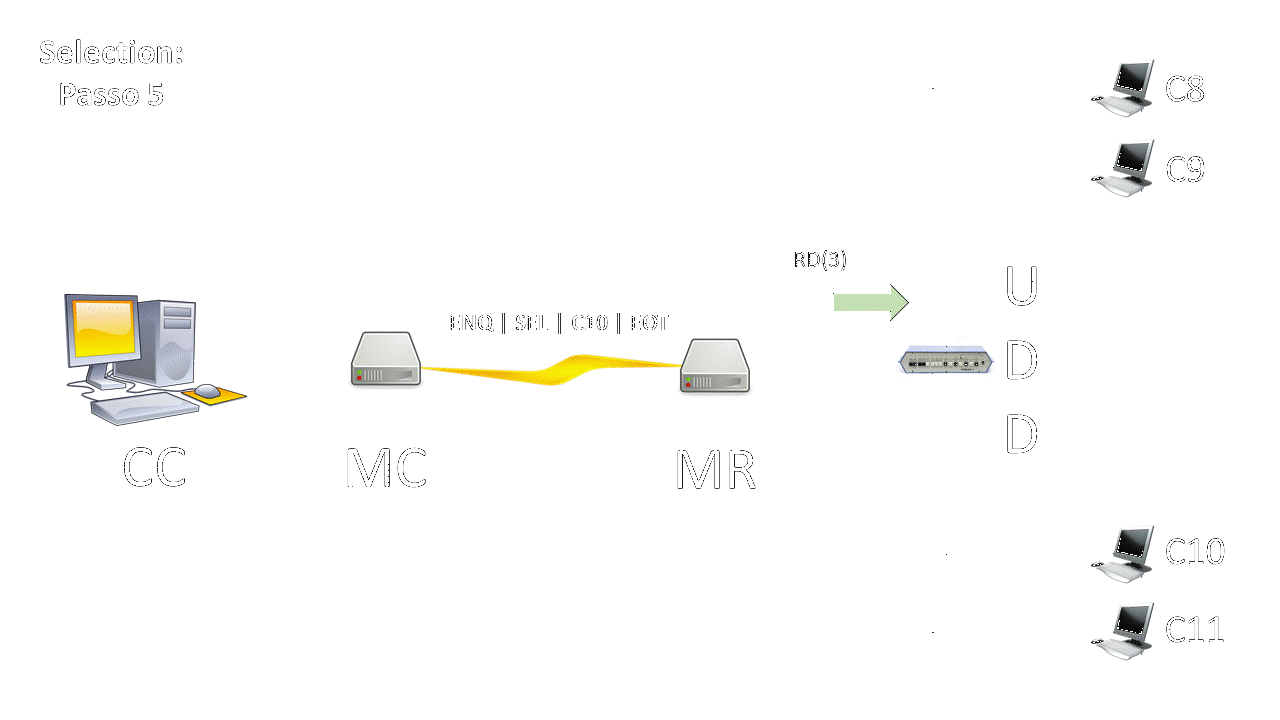 Selection:
Passo 5
C8
C9
RD(3)
ENQ | SEL | C10 | EOT
U
D
D
CC
MC
MR
C10
C11